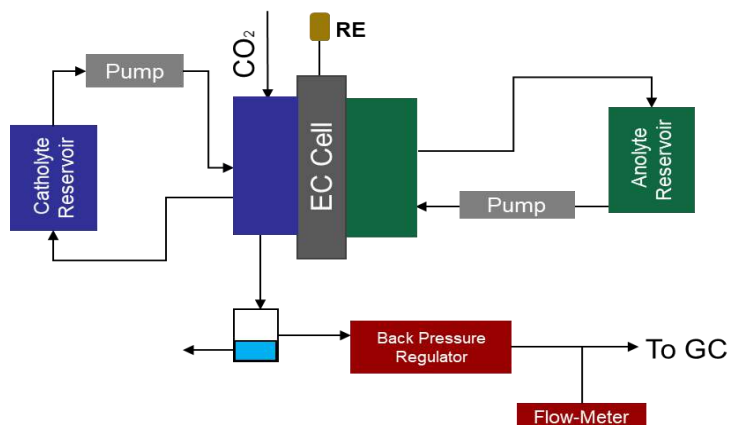 CO₂
RE
Pump
Catholyte
Reservoir
EC Cell
Anolyte
Reservoir
Pump
Back Pressure
Regulator
To GC
Flow-Meter